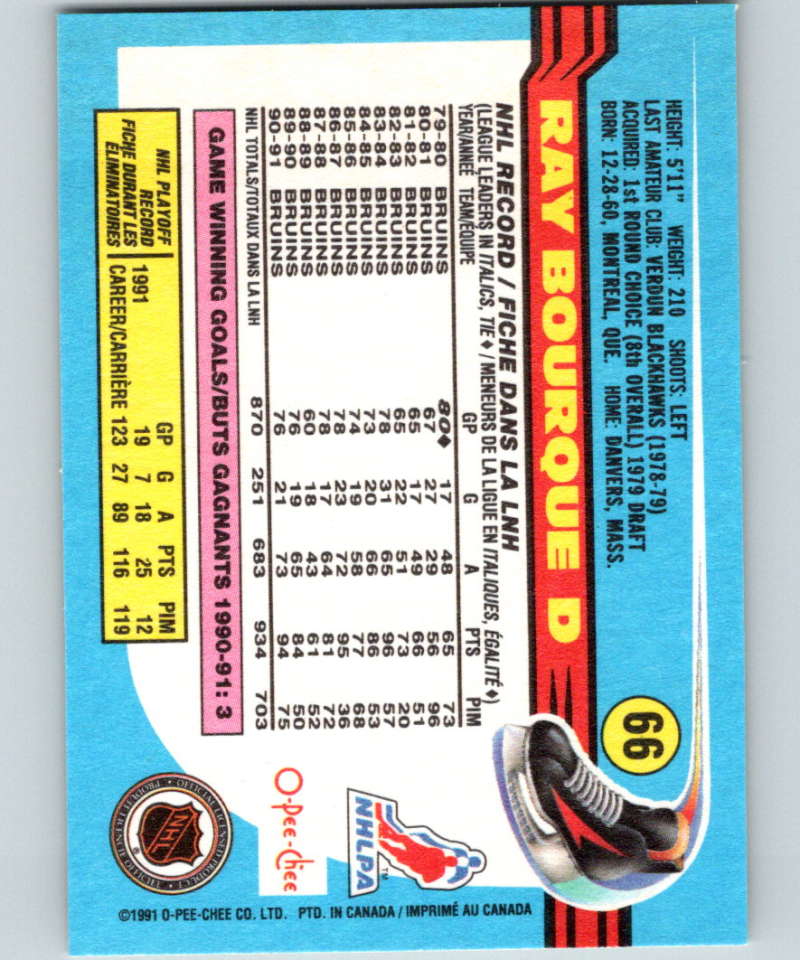 66
HEIGHT: 5'11" WEIGHT: 210 SHOOTS: LEFT
LAST AMATEUR CLUB: VERDUN BLACKHAWKS (1978-79)
ACQUIRED: 1st ROUND CHOICE (8th OVERALL) 1979 DRAFT
BORN: 12-28-60, MONTREAL, QUE. HOME: DANVERS, MASS.
RAY BOURQUE D
NHL RECORD / FICHE DANS LA LNH
(LEAGUE LEADERS IN ITALICS, TIE ♦ / MENEURS DE LA LIGUE EN ITALIQUES, ÉGALITÉ ♦)
YEAR/ANNÉE TEAM/ÉQUIPE GP G A PTS PIM
79-80 BRUINS 80♦ 17 48 65 73
80-81 BRUINS 67 27 29 56 96
81-82 BRUINS 65 17 49 66 51
82-83 BRUINS 65 22 51 73 20
83-84 BRUINS 78 31 65 96 57
84-85 BRUINS 73 20 66 86 53
85-86 BRUINS 74 19 58 77 68
86-87 BRUINS 78 23 72 95 36
87-88 BRUINS 78 17 64 81 72
88-89 BRUINS 60 18 43 61 52
89-90 BRUINS 76 19 65 84 50
90-91 BRUINS 76 21 73 94 75
NHL TOTALS/TOTAUX DANS LA LNH 870 251 683 934 703
GAME WINNING GOALS/BUTS GAGNANTS 1990-91: 3
NHL PLAYOFF RECORD
FICHE DURANT LES ÉLIMINATOIRES
GP G A PTS PIM
1991 19 7 18 25 12
CAREER/CARRIÈRE 123 27 89 116 119
NHLPA™
O-Pee-Chee
NHL
®
OFFICIAL LICENSED PRODUCT • PRODUIT LICENCIÉ OFFICIEL •
©1991 O-PEE-CHEE CO. LTD. PTD. IN CANADA / IMPRIMÉ AU CANADA